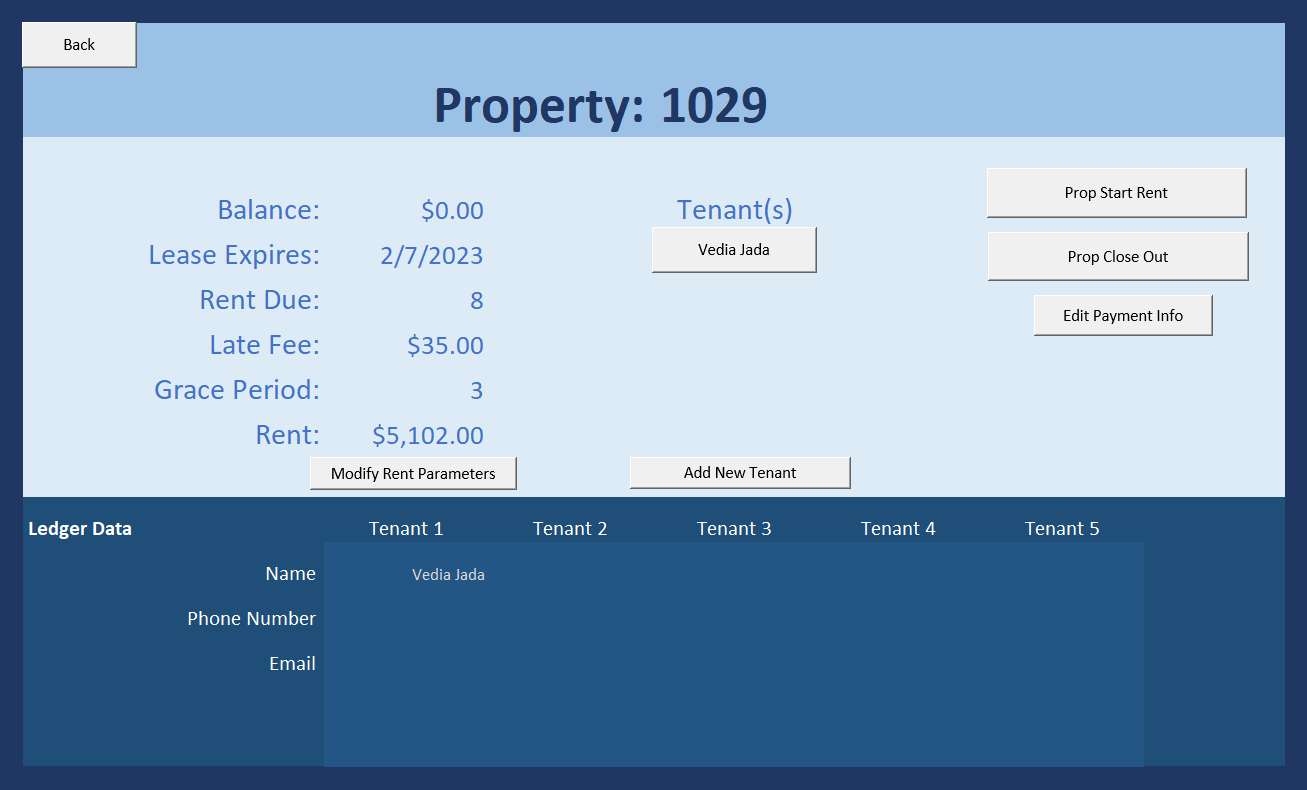 Back
Property: 1029
Balance: $0.00 Tenant(s) Prop Start Rent
Lease Expires: 2/7/2023 Vedia Jada Prop Close Out
Rent Due: 8 Edit Payment Info
Late Fee: $35.00
Grace Period: 3
Rent: $5,102.00
Modify Rent Parameters Add New Tenant
Ledger Data Tenant 1 Tenant 2 Tenant 3 Tenant 4 Tenant 5
Name Vedia Jada
Phone Number
Email